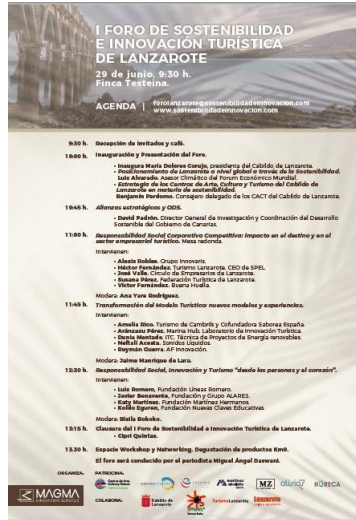 I FORO DE SOSTENIBILIDAD
E INNOVACIÓN TURÍSTICA
DE LANZAROTE
29 de junio, 9:30 h.
Finca Testeina.
AGENDA |
forolanzarote@sostenibilidadeinnovacion.com
www.sostenibilidadeinnovacion.com
9:30 h. Recepción de invitados y café.
10:00 h. Inauguración y Presentación del Foro.
• Inaugura María Dolores Corujo, presidenta del Cabildo de Lanzarote.
• Posicionamiento de Lanzarote a nivel global a través de la Sostenibilidad.
Luis Alvarado. Asesor Climático del Forum Económico Mundial.
• Estrategia de los Centros de Arte, Cultura y Turismo del Cabildo de
Lanzarote en materia de sostenibilidad.
Benjamín Perdomo. Consejero delegado de los CACT del Cabildo de Lanzarote.
10:45 h. Alianzas estratégicas y ODS.
• David Padrón. Director General de Investigación y Coordinación del Desarrollo
Sostenible del Gobierno de Canarias.
11:00 h. Responsabilidad Social Corporativa Competitiva: Impacto en el destino y en el
sector empresarial turístico. Mesa redonda.
Intervienen:
• Alexis Robles. Grupo Innovaris.
• Héctor Fernández. Turismo Lanzarote. CEO de SPEL.
• José Valle. Círculo de Empresarios de Lanzarote.
• Susana Pérez. Federación Turística de Lanzarote.
• Víctor Fernández. Buena Huella.
Modera: Ana Yare Rodríguez.
11:45 h. Transformación del Modelo Turístico: nuevos modelos y experiencias.
Intervienen:
• Amelia Rico. Turismo de Cambrils y Cofundadora Saborea España.
• Aránzazu Pérez. Marina Hub. Laboratorio de Innovación Turística.
• Denia Mentado. ITC. Técnica de Proyectos de Energía renovables.
• Neftalí Acosta. Sonidos Líquidos.
• Guymán Guerra. AF Innovación.
Modera: Jaime Manrique de Lara.
12:30 h. Responsabilidad Social, Innovación y Turismo "desde las personas y el corazón".
Intervienen:
• Luis Romero, Fundación Líneas Romero.
• Javier Benavente, Fundación y Grupo ALARES.
• Katy Martínez, Fundación Martínez Hermanos.
• Koldo Eguren, Fundación Nuevas Claves Educativas.
Modera: Bisila Bokoko.
13:15 h. Clausura del I Foro de Sostenibilidad e Innovación Turística de Lanzarote.
• Cipri Quintas.
13.30 h. Espacio Workshop y Networking. Degustación de productos Km0.
El foro será conducido por el periodista Miguel Ángel Daswani.
ORGANIZA: PATROCINA:
MAGMA
MZ
HÚRECA
COLABORA:
Cabildo de
Lanzarote
TurismoLanzarote
Lanzarote